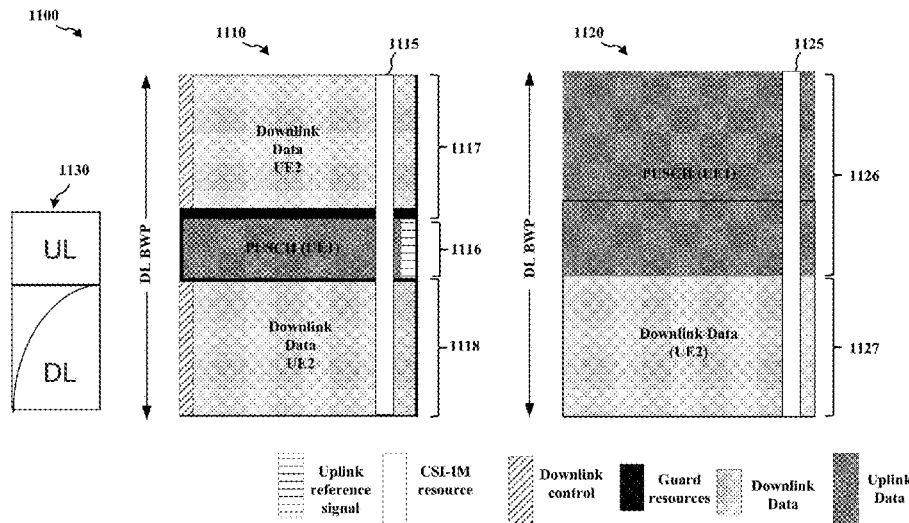 1100
1110
1115
1120
1125
DL BWP
Downlink
Data
UE2
1117
1130
UL
DL
PUSCH (UE1)
1116
Downlink
Data
UE2
1118
DL BWP
PUSCH (UE1)
1126
Downlink Data
(UE2)
1127
Uplink
reference
signal
CSI-IM
resource
Downlink
control
Guard
resources
Downlink
Data
Uplink
Data